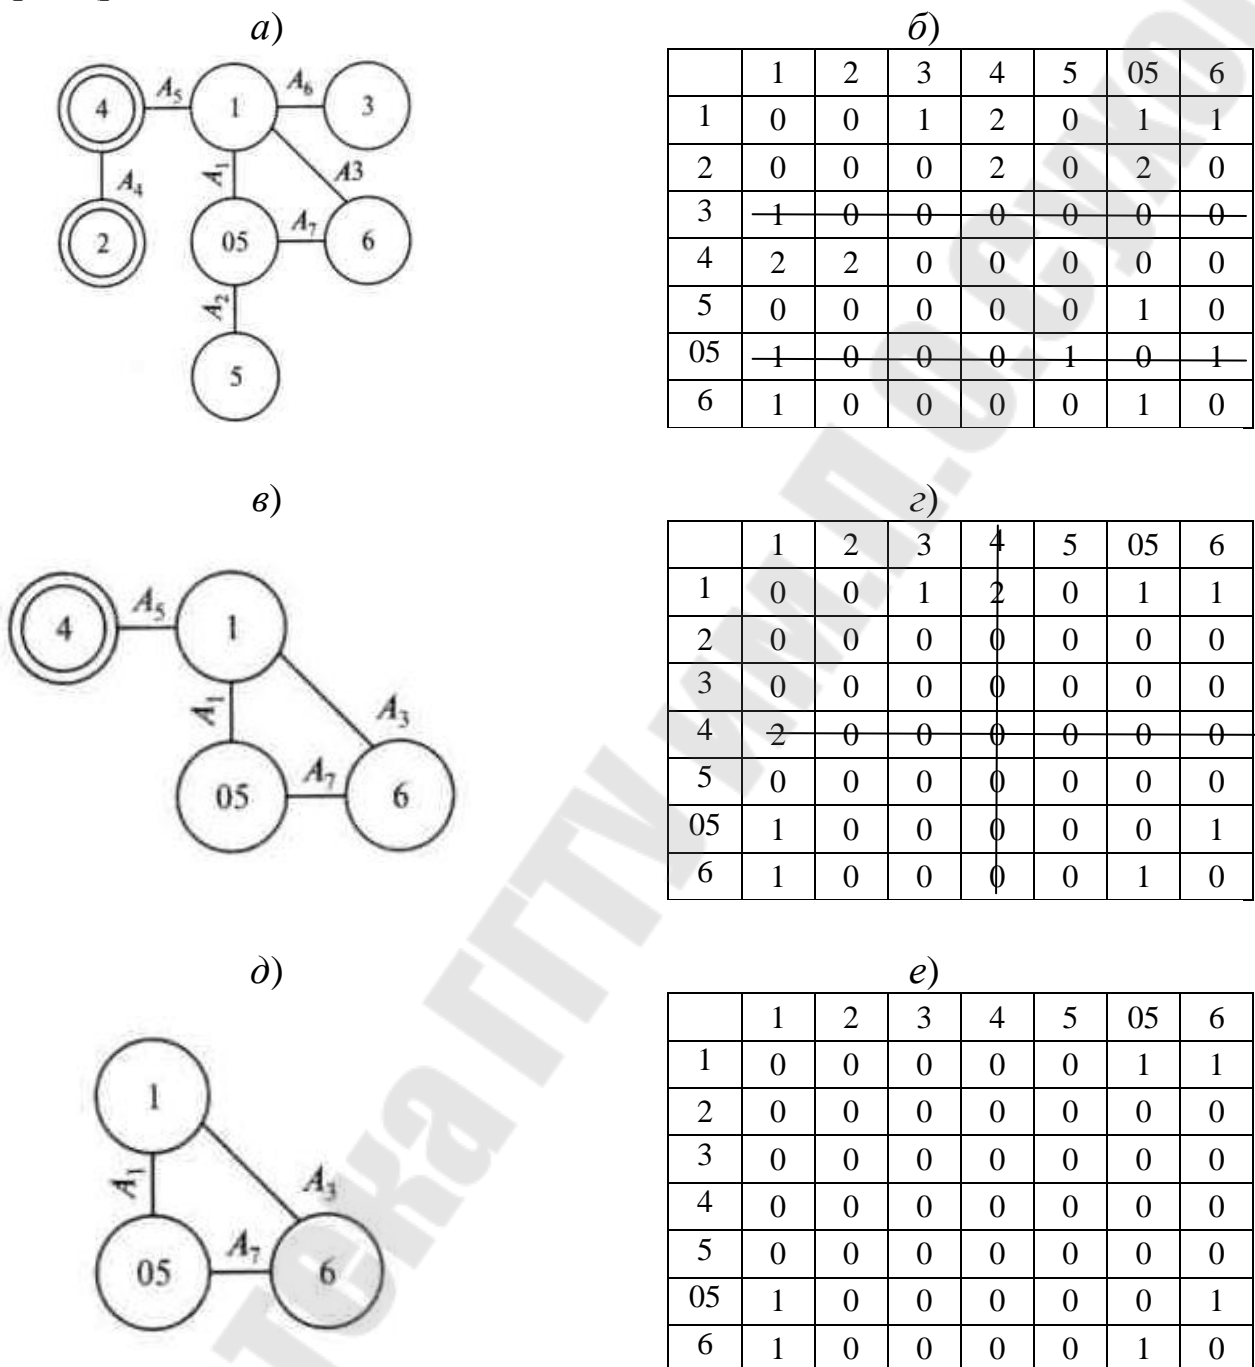 а) б)
4 A5 1 A6 3
A4 A1 A3
2 05 A7 6
A2
5
1 2 3 4 5 05 6
1 0 0 1 2 0 1 1
2 0 0 0 2 0 2 0
3 1 0 0 0 0 0 0
4 2 2 0 0 0 0 0
5 0 0 0 0 0 1 0
05 1 0 0 0 1 0 1
6 1 0 0 0 0 1 0
в) г)
4 A5 1
A1 A3
05 A7 6
1 2 3 4 5 05 6
1 0 0 1 2 0 1 1
2 0 0 0 0 0 0 0
3 0 0 0 0 0 0 0
4 2 0 0 0 0 0 0
5 0 0 0 0 0 0 0
05 1 0 0 0 0 0 1
6 1 0 0 0 0 1 0
д) е)
1
A1 A3
05 A7 6
1 2 3 4 5 05 6
1 0 0 0 0 0 1 1
2 0 0 0 0 0 0 0
3 0 0 0 0 0 0 0
4 0 0 0 0 0 0 0
5 0 0 0 0 0 0 0
05 1 0 0 0 0 0 1
6 1 0 0 0 0 1 0
тека ГГТУ им.П.О.Сухо